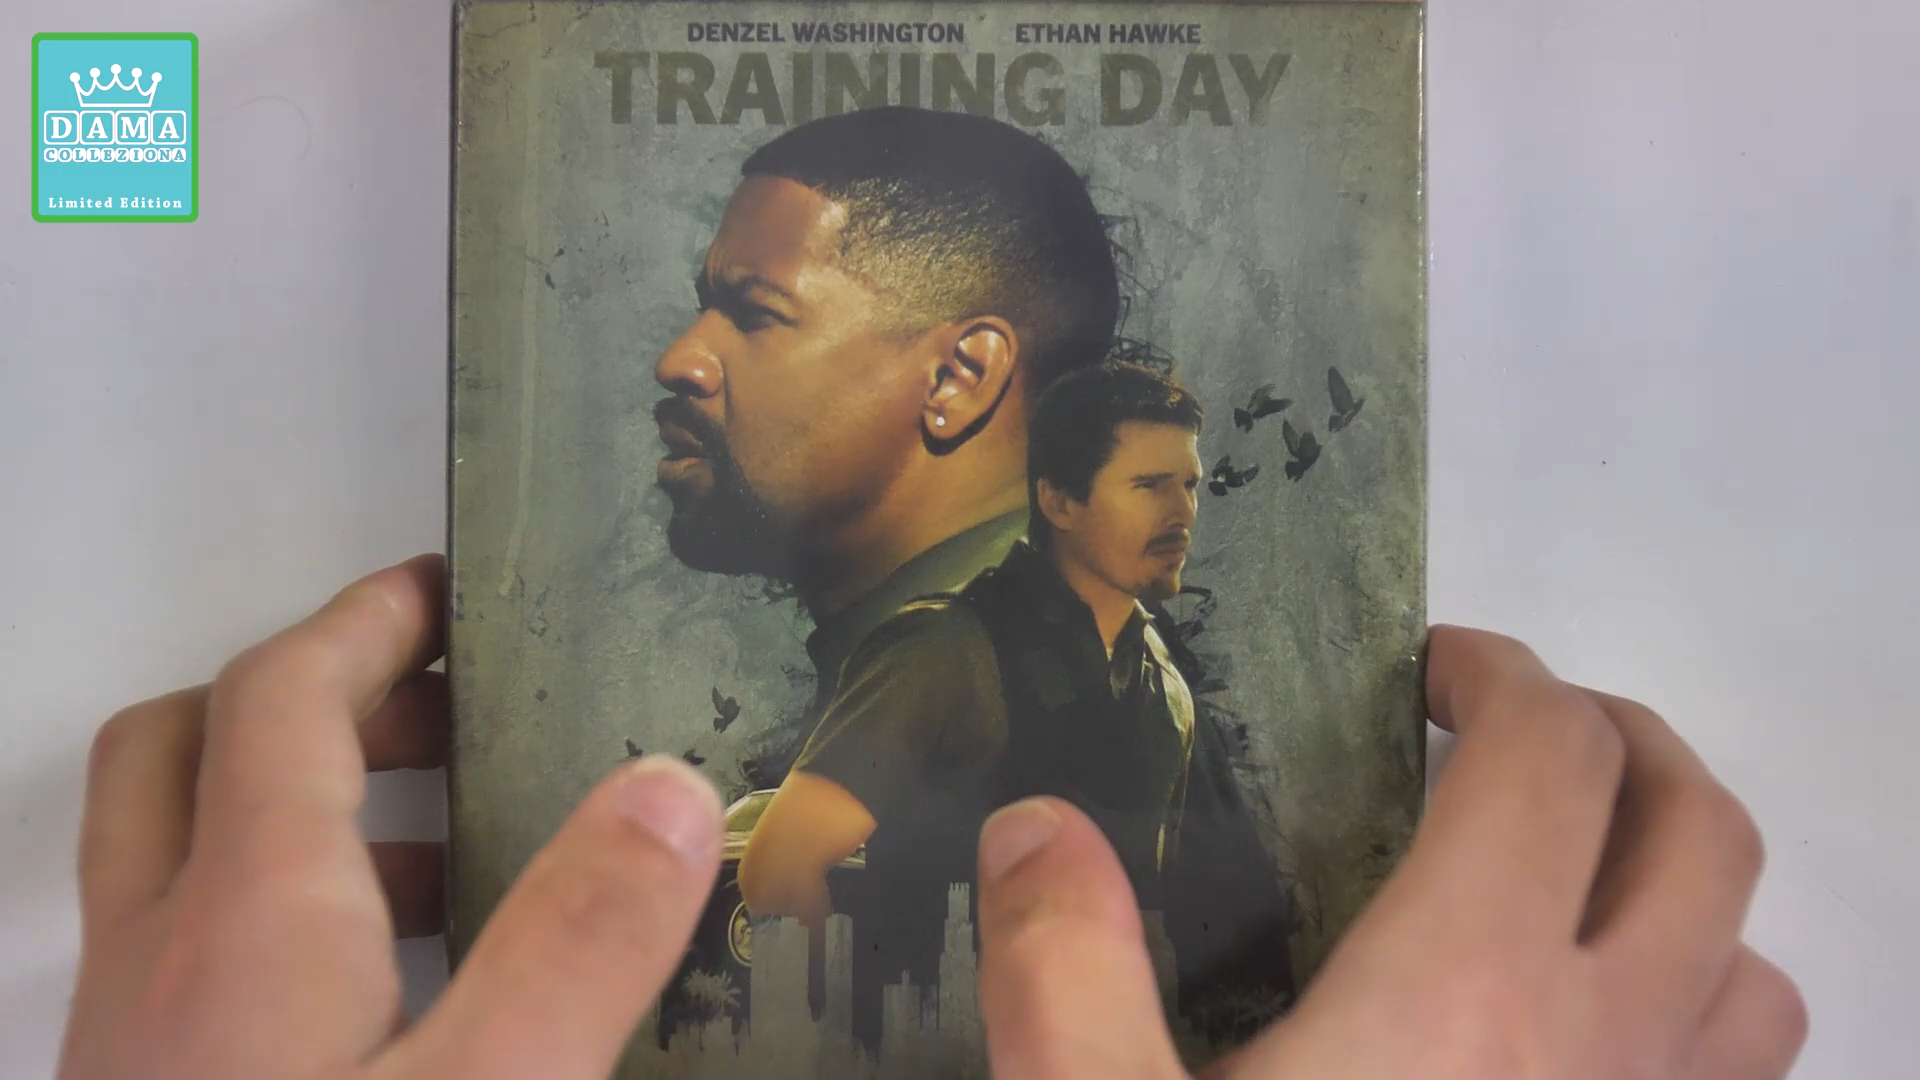 DENZEL WASHINGTON ETHAN HAWKE
TRAINING DAY
DAMA
COLLEZIONA
Limited Edition